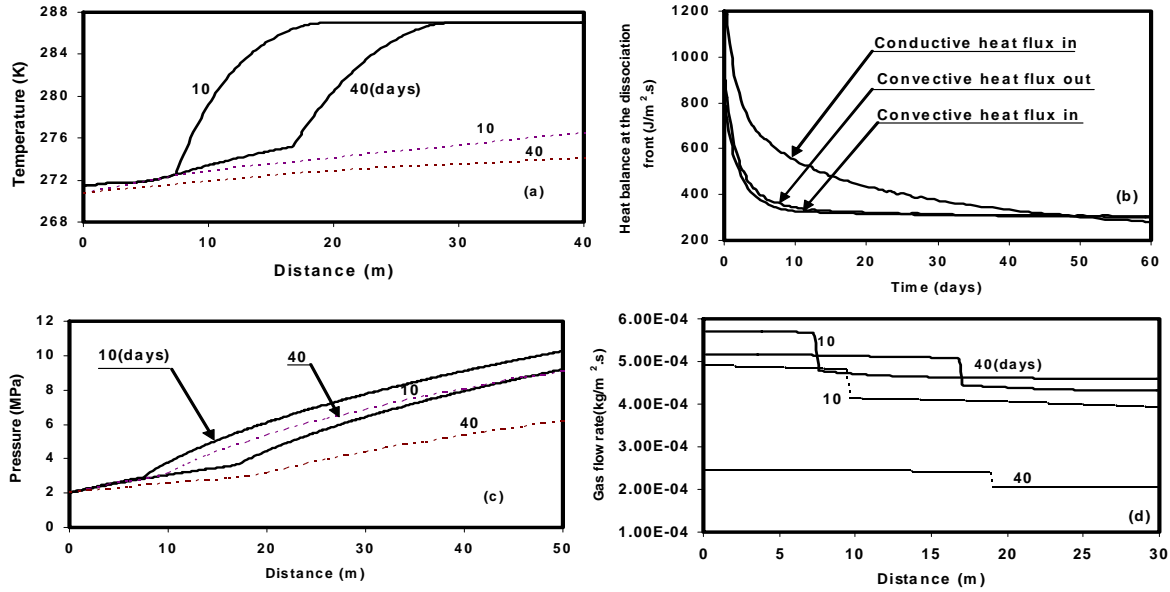 288
284
280
276
272
268
Temperature (K)
10
40(days)
10
40
(a)
0
10
20
30
40
Distance (m)
1200
1000
800
600
400
200
Heat balance at the dissociation
front (J/m².s)
Conductive heat flux in
Convective heat flux out
Convective heat flux in
(b)
0
10
20
30
40
50
60
Time (days)
12
10
8
6
4
2
0
Pressure (MPa)
10(days)
40
10
40
(c)
0
10
20
30
40
50
Distance (m)
6.00E-04
5.00E-04
4.00E-04
3.00E-04
2.00E-04
1.00E-04
Gas flow rate(kg/m².s)
10
40(days)
10
40
(d)
0
5
10
15
20
25
30
Distance (m)